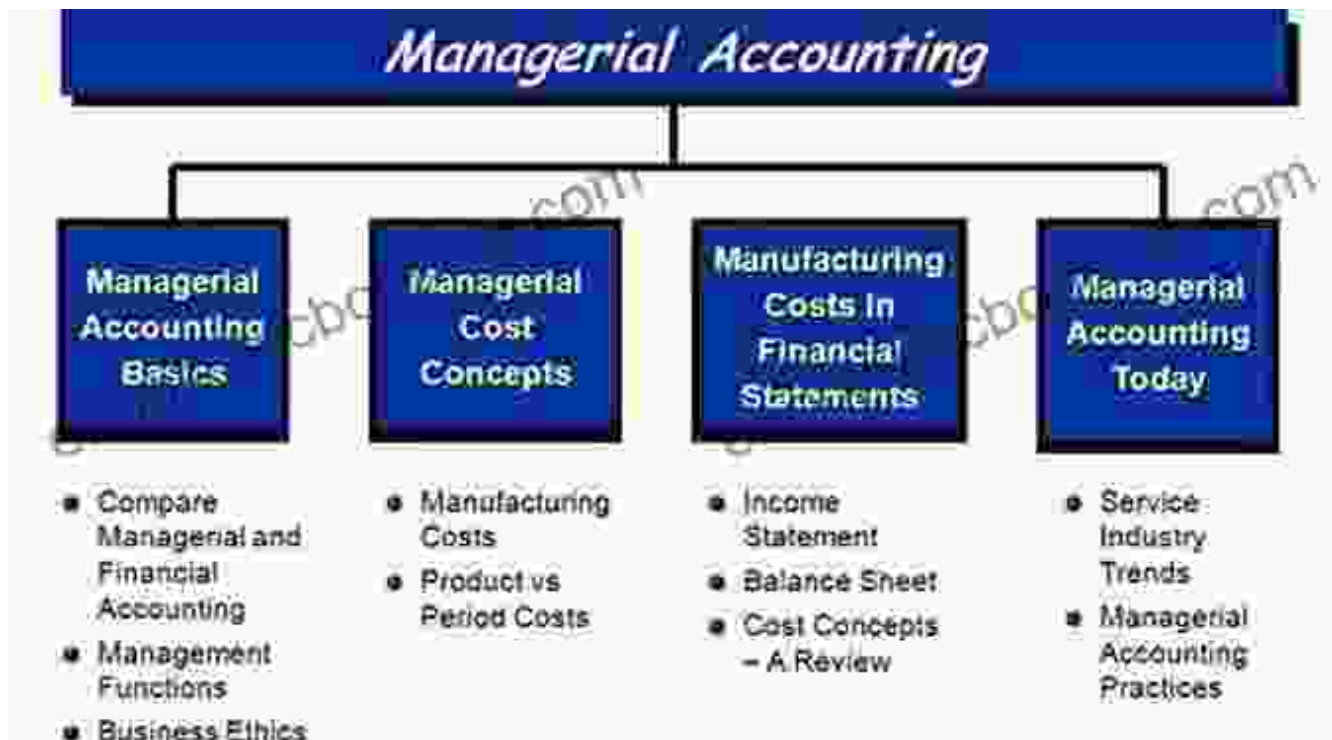 Managerial Accounting
Managerial
Accounting
Basics
Managerial
Cost
Concepts
Manufacturing
Costs in
Financial
Statements
Managerial
Accounting
Today
Compare
Managerial and
Financial
Accounting
Management
Functions
Business Ethics
Manufacturing
Costs
Product vs
Period Costs
Income
Statement
Balance Sheet
Cost Concepts
– A Review
Service
Industry
Trends
Managerial
Accounting
Practices
com
com